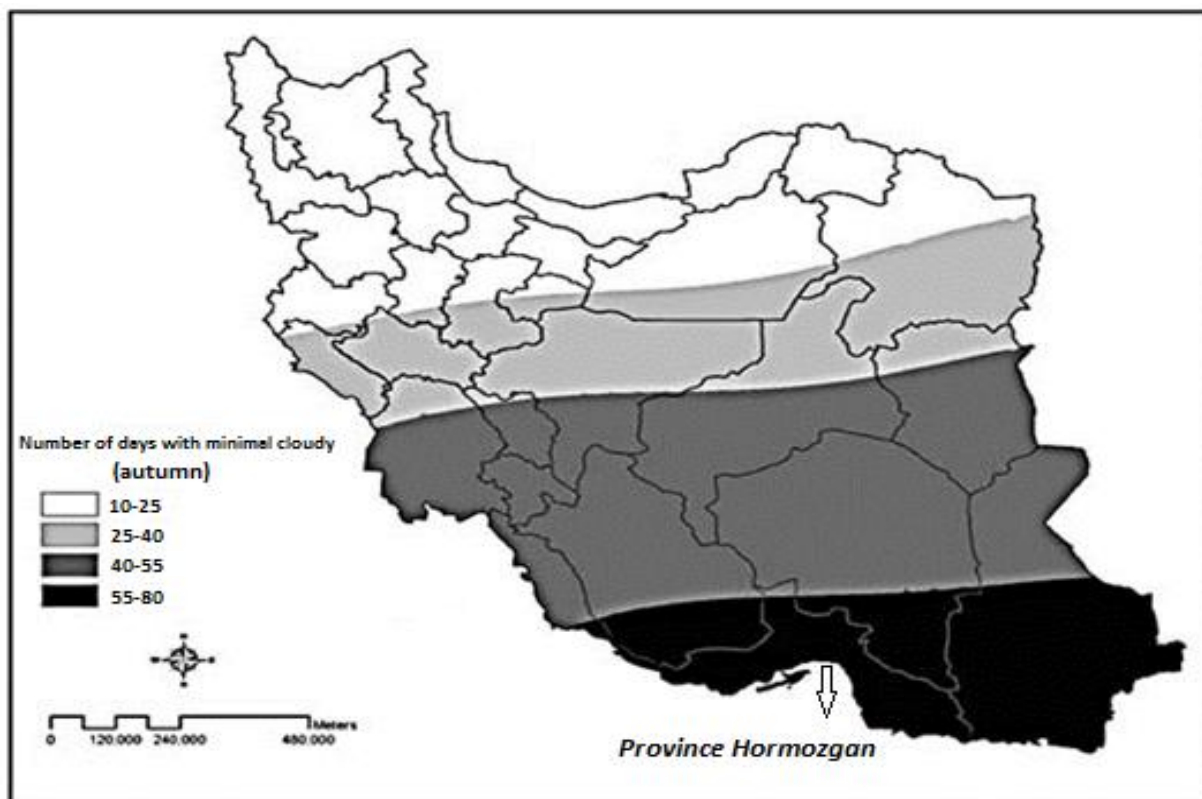 Number of days with minimal cloudy
(autumn)
10-25
25-40
40-55
55-80
Meters
0 120.000 240.000 480.000
Province Hormozgan